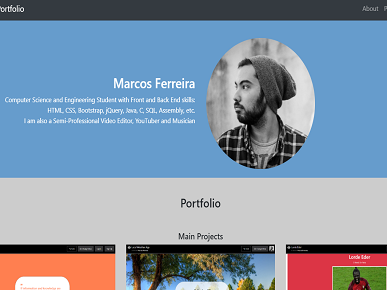 Portfolio
About
Marcos Ferreira
Computer Science and Engineering Student with Front and Back End skills:
HTML, CSS, Bootstrap, jQuery, Java, C, SQL, Assembly, etc.
I am also a Semi-Professional Video Editor, YouTuber and Musician
Portfolio
Main Projects
Lorde Eder